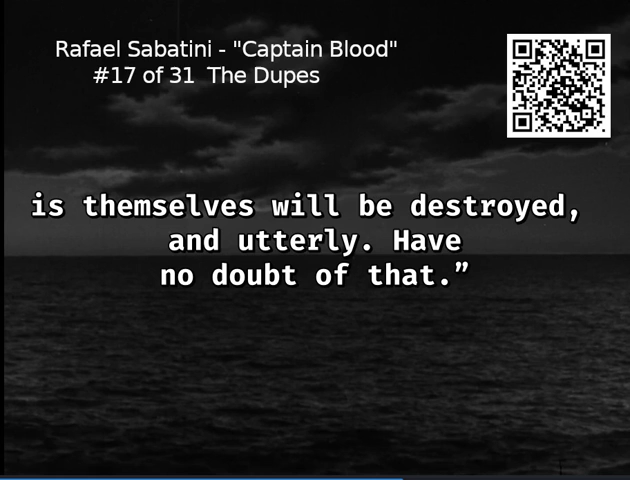 Rafael Sabatini - "Captain Blood"
#17 of 31 The Dupes
is themselves will be destroyed,
and utterly. Have
no doubt of that.”